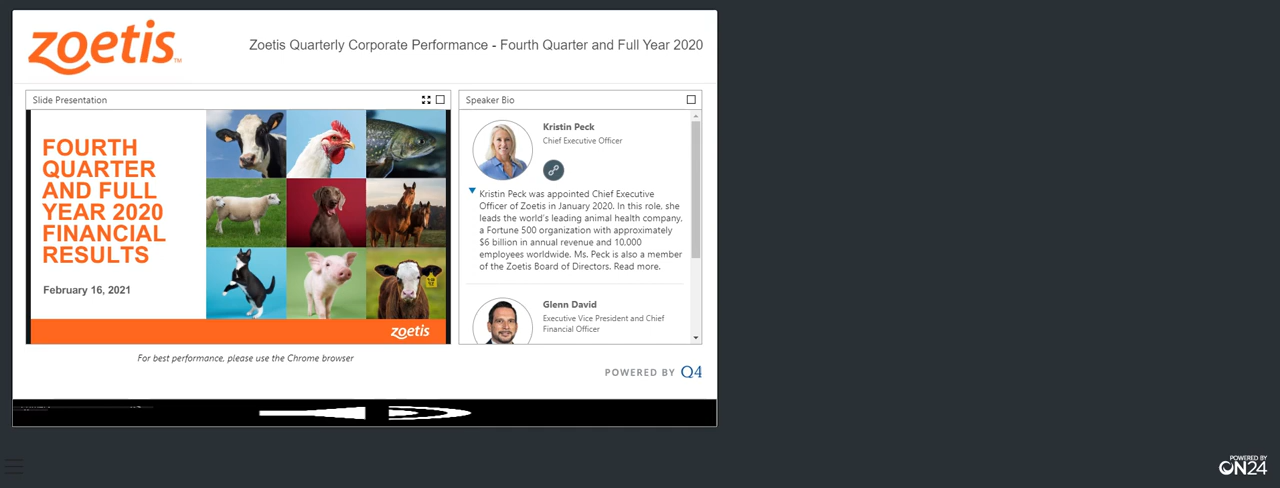 zoetis™
Zoetis Quarterly Corporate Performance - Fourth Quarter and Full Year 2020
Slide Presentation
FOURTH
QUARTER
AND FULL
YEAR 2020
FINANCIAL
RESULTS
February 16, 2021
zoetis
Speaker Bio
Kristin Peck
Chief Executive Officer
Kristin Peck was appointed Chief Executive
Officer of Zoetis in January 2020. In this role, she
leads the world's leading animal health company,
a Fortune 500 organization with approximately
$6 billion in annual revenue and 10,000
employees worldwide. Ms. Peck is also a member
of the Zoetis Board of Directors. Read more.
Glenn David
Executive Vice President and Chief
Financial Officer
For best performance, please use the Chrome browser
POWERED BY Q4
POWERED BY
ON24